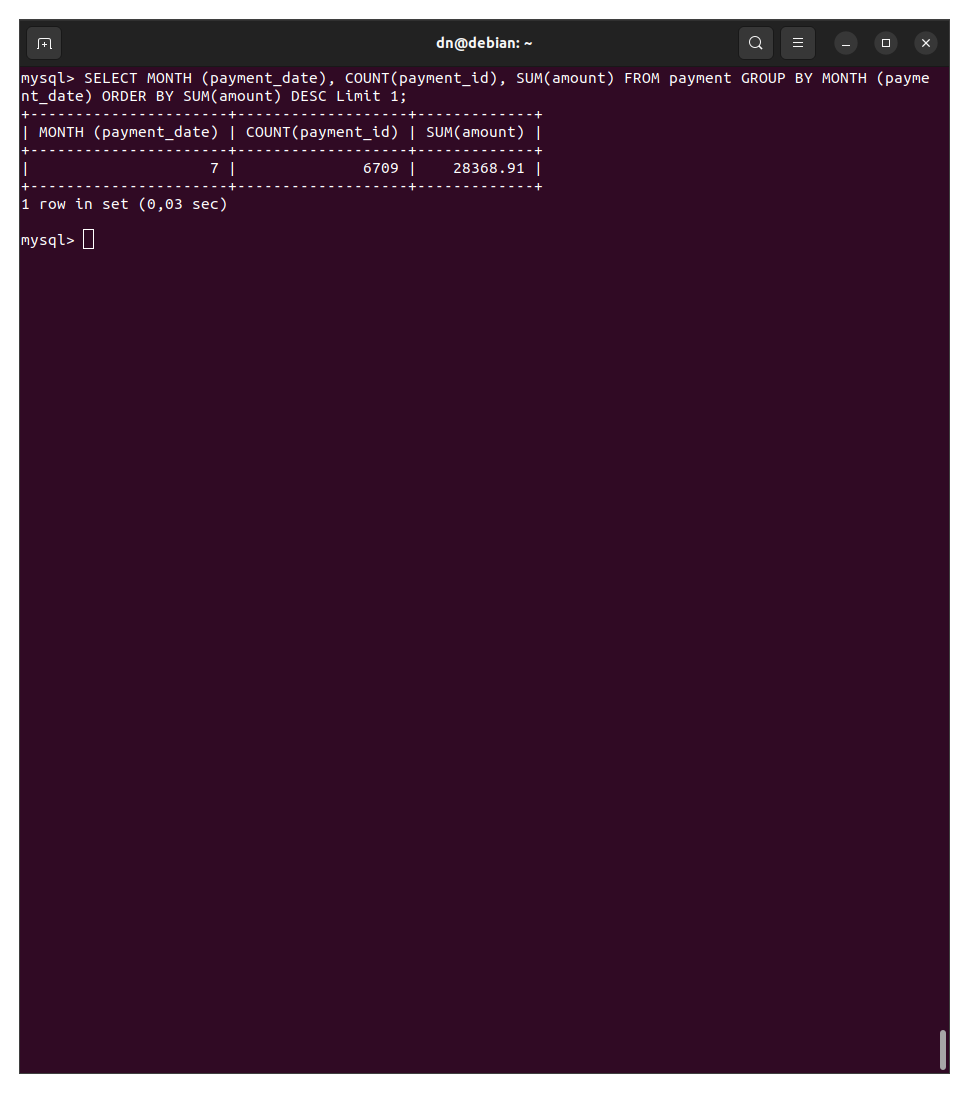 dn@debian: ~
mysql> SELECT MONTH (payment_date), COUNT(payment_id), SUM(amount) FROM payment GROUP BY MONTH (payme
nt_date) ORDER BY SUM(amount) DESC Limit 1;
+----------------------+-------------------+-------------+
| MONTH (payment_date) | COUNT(payment_id) | SUM(amount) |
+----------------------+-------------------+-------------+
|                    7 |              6709 |    28368.91 |
+----------------------+-------------------+-------------+
1 row in set (0,03 sec)
mysql>